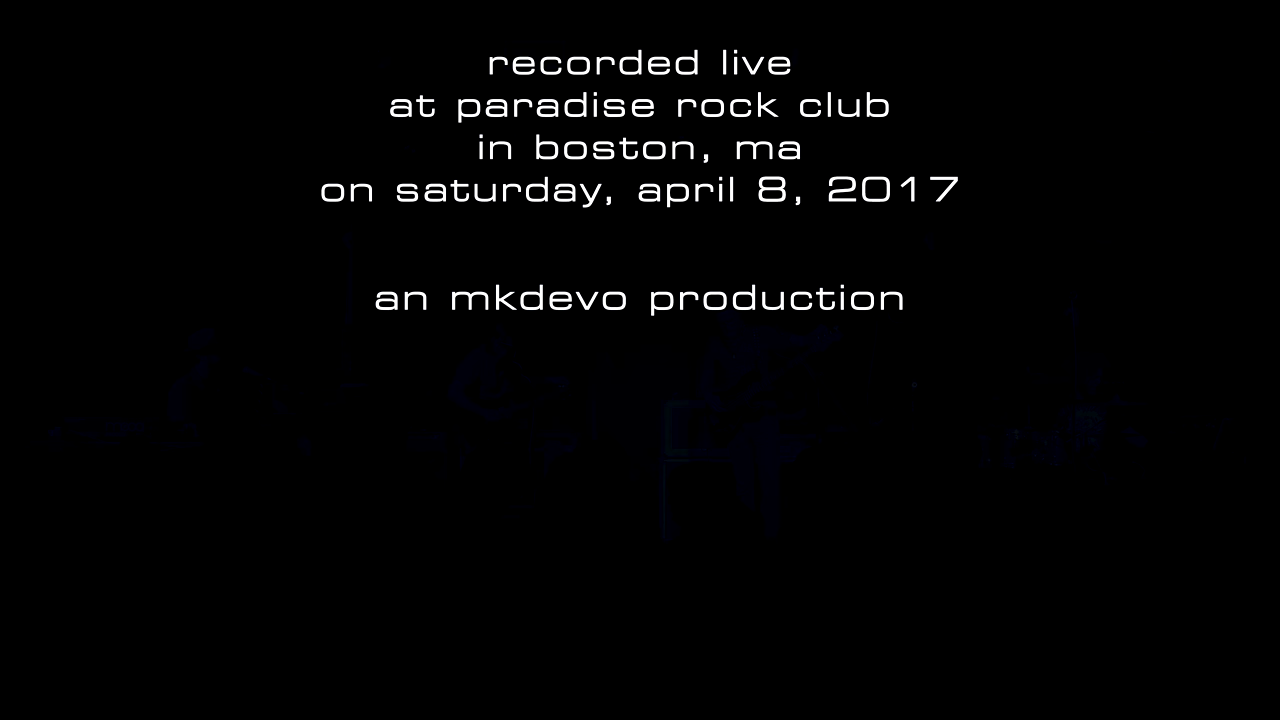 recorded live
at paradise rock club
in boston, ma
on saturday, april 8, 2017
an mkdevo production